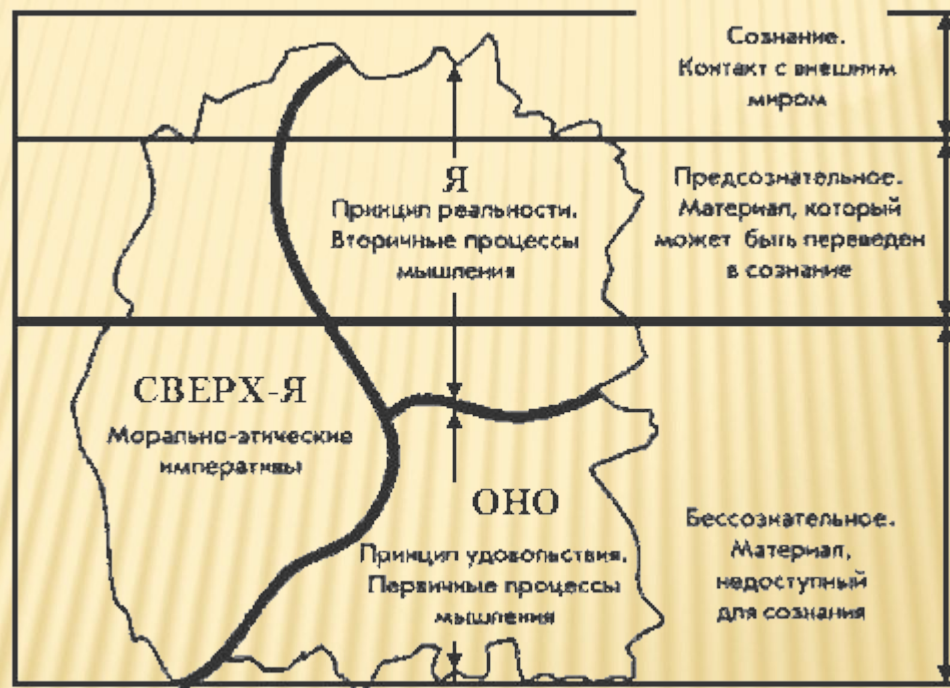 Сознание.
Контакт с внешним
миром
Я
Принцип реальности.
Вторичные процессы
мышления
Предсознательное.
Материал, который
может быть переведен
в сознание
СВЕРХ-Я
Морально-этические
императивы
ОНО
Принцип удовольствия.
Первичные процессы
мышления
Бессознательное.
Материал,
недоступный
для сознания